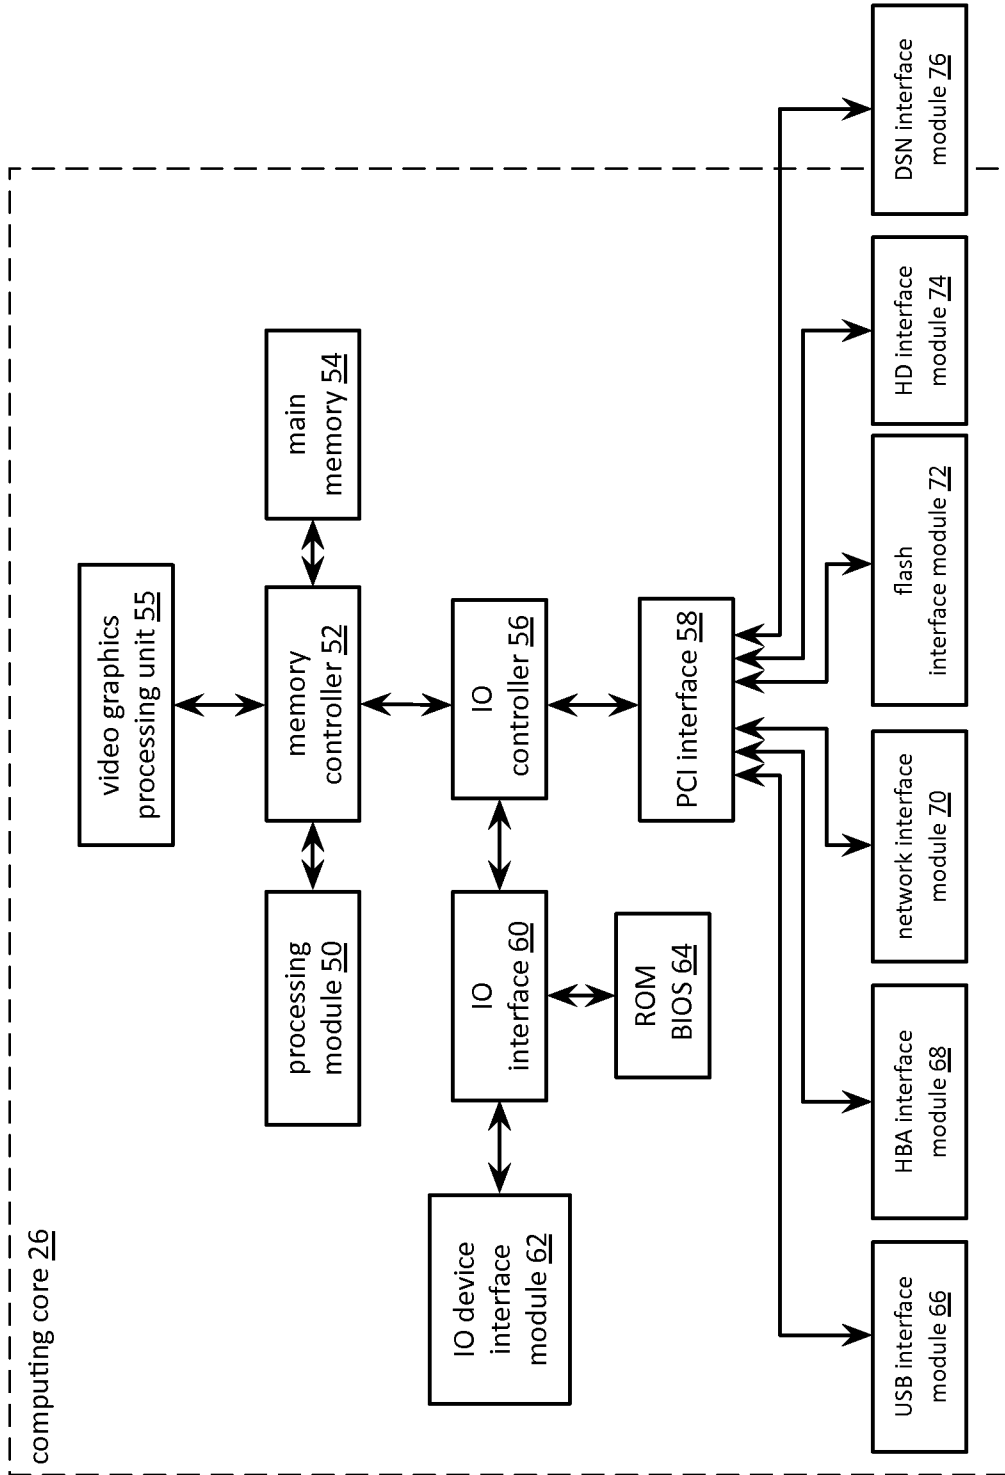 computing core 26
video graphics
processing unit 55
processing
module 50
memory
controller 52
main
memory 54
IO device
interface
module 62
IO
interface 60
IO
controller 56
ROM
BIOS 64
PCI interface 58
USB interface
module 66
HBA interface
module 68
network interface
module 70
flash
interface module 72
HD interface
module 74
DSN interface
module 76